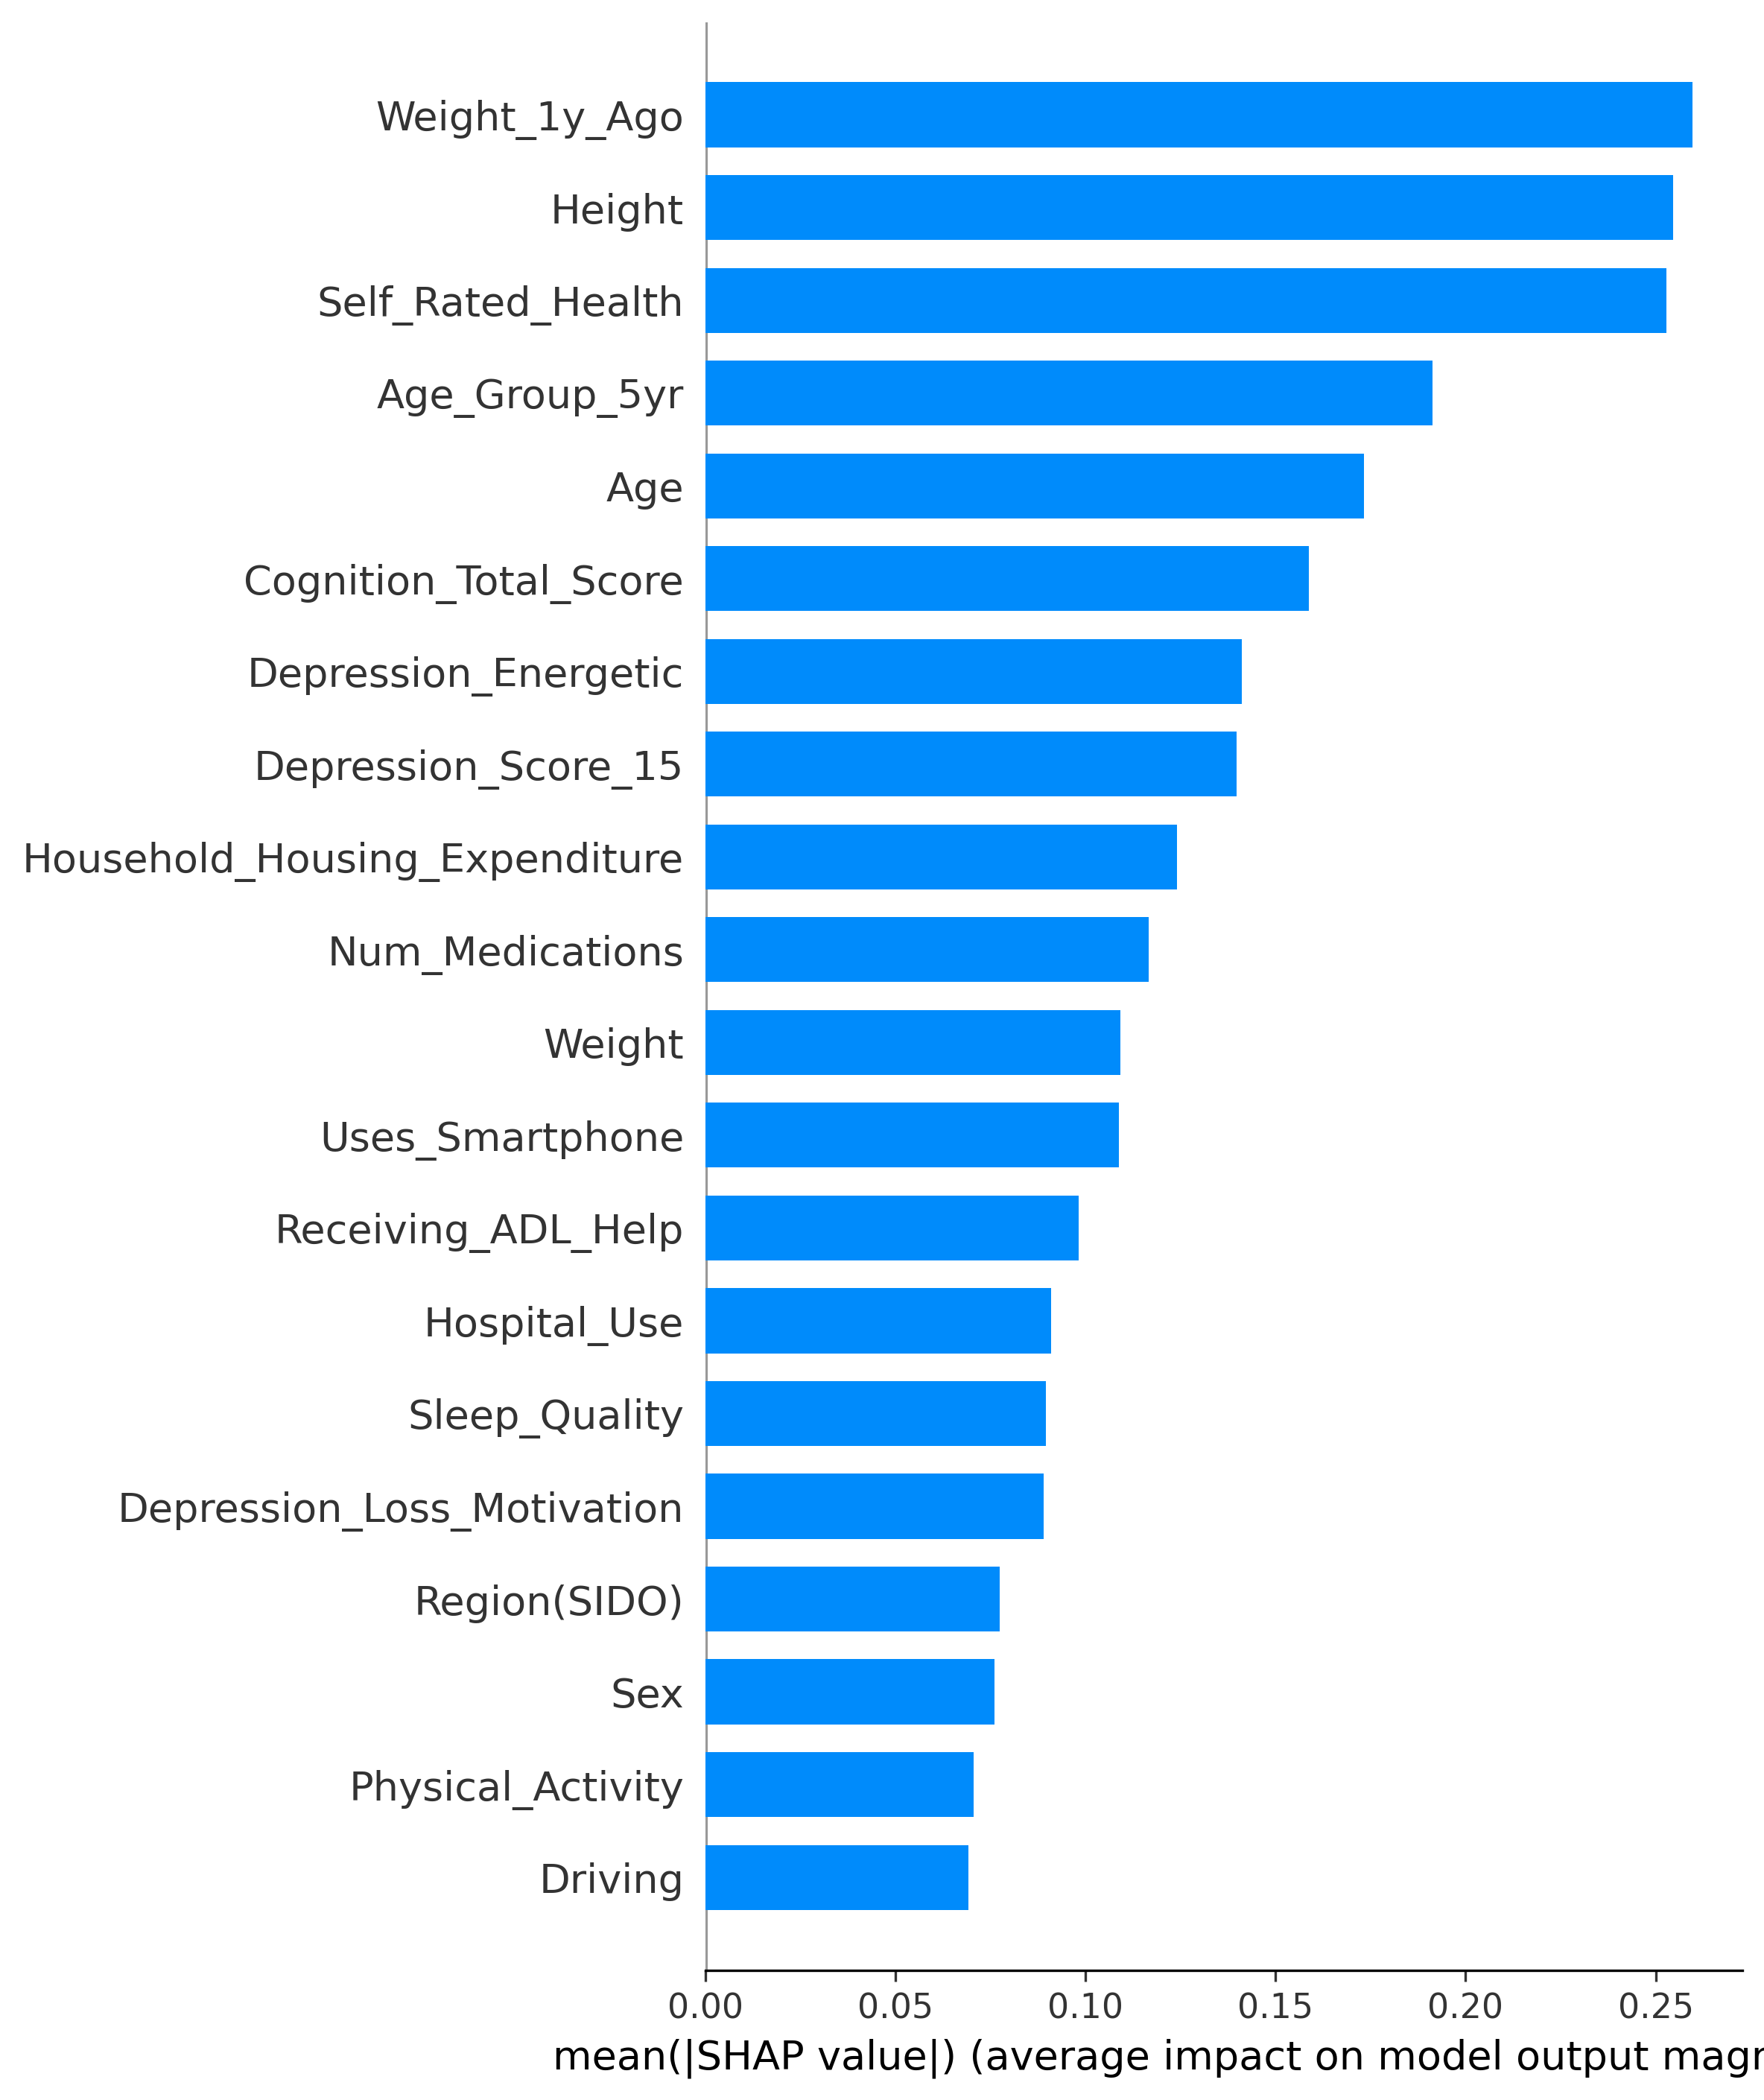 Weight_1y_Ago
Height
Self_Rated_Health
Age_Group_5yr
Age
Cognition_Total_Score
Depression_Energetic
Depression_Score_15
Household_Housing_Expenditure
Num_Medications
Weight
Uses_Smartphone
Receiving_ADL_Help
Hospital_Use
Sleep_Quality
Depression_Loss_Motivation
Region(SIDO)
Sex
Physical_Activity
Driving
0.00 0.05 0.10 0.15 0.20 0.25
mean(|SHAP value|) (average impact on model output magn